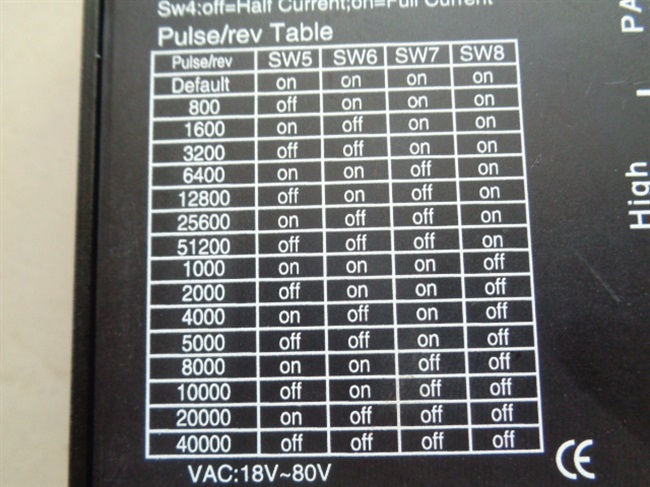 Sw4:off=Half Current;on=Full Current
Pulse/rev Table
Pulse/rev SW5 SW6 SW7 SW8
Default on on on on
800 off on on on
1600 on off on on
3200 off off on on
6400 on on off on
12800 off on off on
25600 on off off on
51200 off off off on
1000 on on on off
2000 off on on off
4000 on off on off
5000 off off on off
8000 on on off off
10000 off on off off
20000 on off off off
40000 off off off off
VAC:18V~80V
CE
High
PA